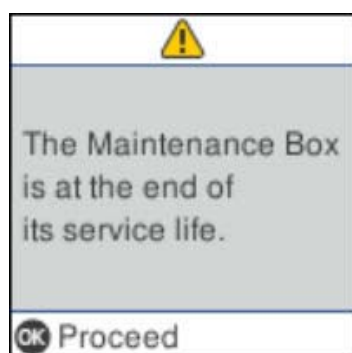 The Maintenance Box
is at the end of
its service life.
OK Proceed